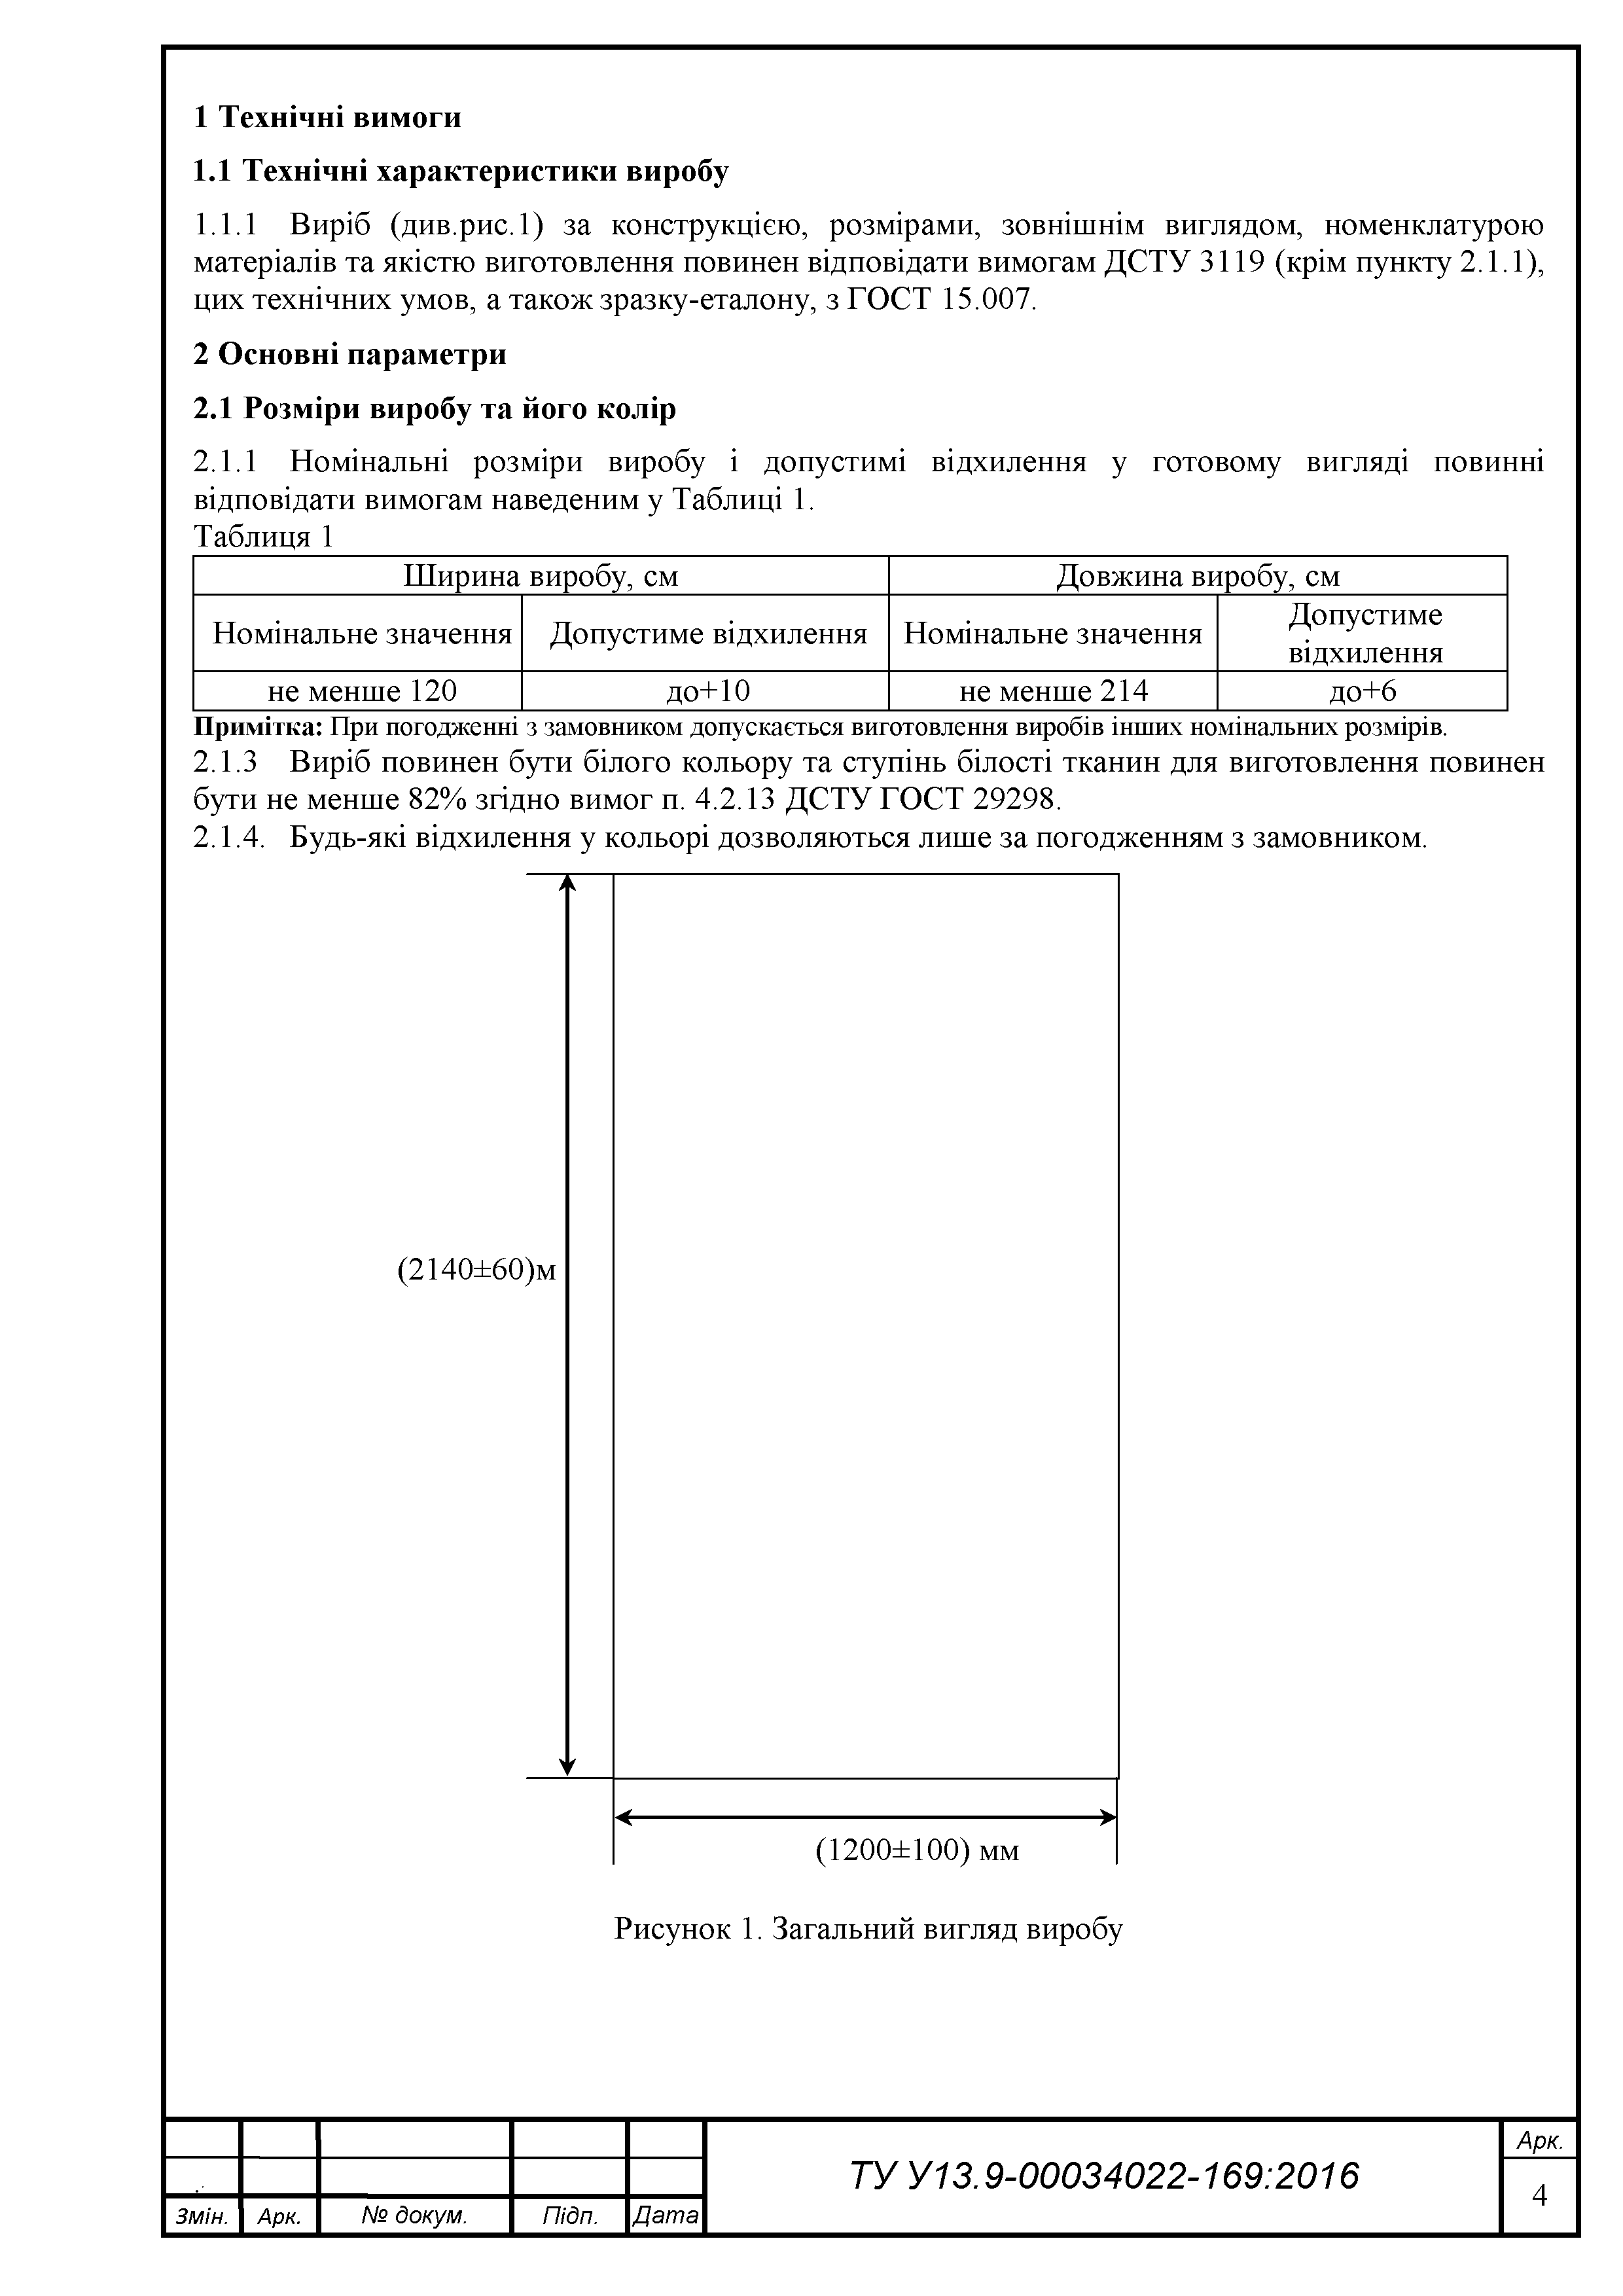 1 Технічні вимоги
1.1 Технічні характеристики виробу
1.1.1 Виріб (див.рис.1) за конструкцією, розмірами, зовнішнім виглядом, номенклатурою
матеріалів та якістю виготовлення повинен відповідати вимогам ДСТУ 3119 (крім пункту 2.1.1),
цих технічних умов, а також зразку-еталону, з ГОСТ 15.007.
2 Основні параметри
2.1 Розміри виробу та його колір
2.1.1 Номінальні розміри виробу і допустимі відхилення у готовому вигляді повинні
відповідати вимогам наведеним у Таблиці 1.
Таблиця 1
Ширина виробу, см Довжина виробу, см
Номінальне значення Допустиме відхилення Номінальне значення Допустиме
відхилення
не менше 120 до+10 не менше 214 до+6
Примітка: При погодженні з замовником допускається виготовлення виробів інших номінальних розмірів.
2.1.3 Виріб повинен бути білого кольору та ступінь білості тканин для виготовлення повинен
бути не менше 82% згідно вимог п. 4.2.13 ДСТУ ГОСТ 29298.
2.1.4. Будь-які відхилення у кольорі дозволяються лише за погодженням з замовником.
(2140±60)м
(1200±100) мм
Рисунок 1. Загальний вигляд виробу
Змін. Арк. № докум. Підп. Дата
ТУ У13.9-00034022-169:2016
Арк.
4